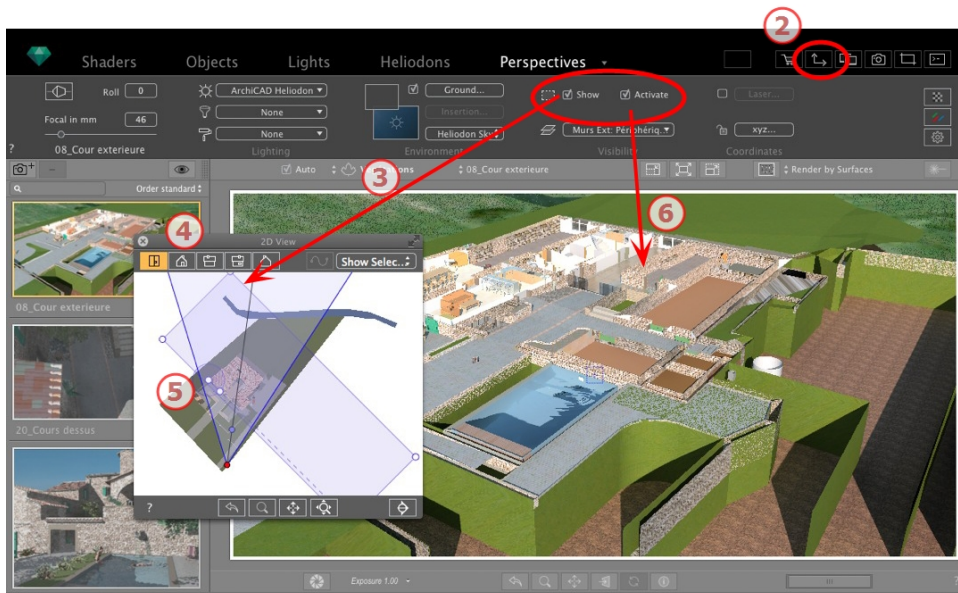 2
Shaders Objects Lights Heliodons Perspectives
Roll 0 ArchiCAD Heliodon Ground... Show Activate Laser...
Focal in mm 46 None Insertion...
None Heliodon Sky Murs Ext: Périphériq. xyz...
? 08_Cour exterieure Lighting Environment Visibility Coordinates
Auto 08_Cour exterieure Render by Surfaces
Order standard
3
4
6
2D View
Show Selec..
08_Cour exterieure
5
20_Cours dessus
?
Exposure 1.00
?